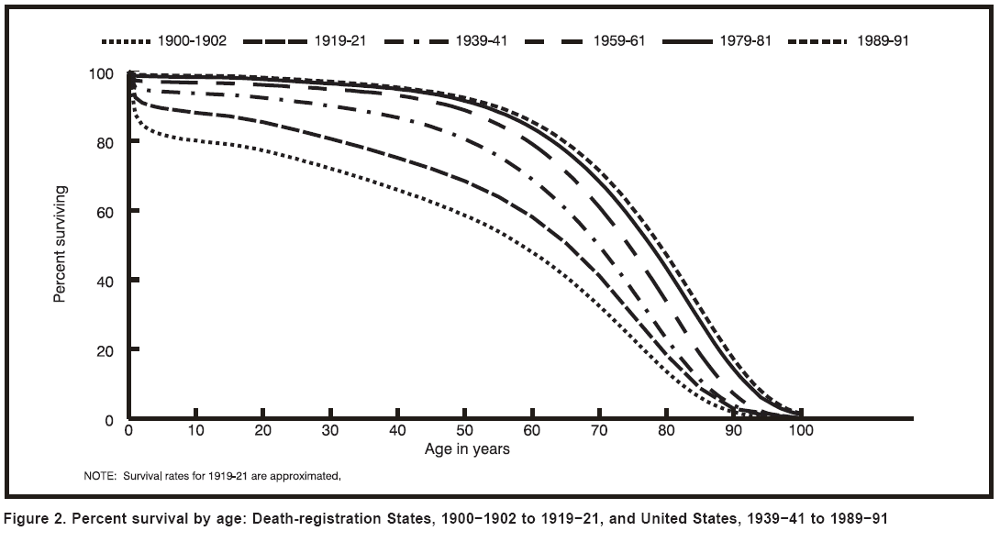 1900-1902 1919-21 1939-41 1959-61 1979-81 1989-91
100
80
60
40
20
0
Percent surviving
0 10 20 30 40 50 60 70 80 90 100
Age in years
NOTE: Survival rates for 1919-21 are approximated,
Figure 2. Percent survival by age: Death-registration States, 1900−1902 to 1919−21, and United States, 1939−41 to 1989−91